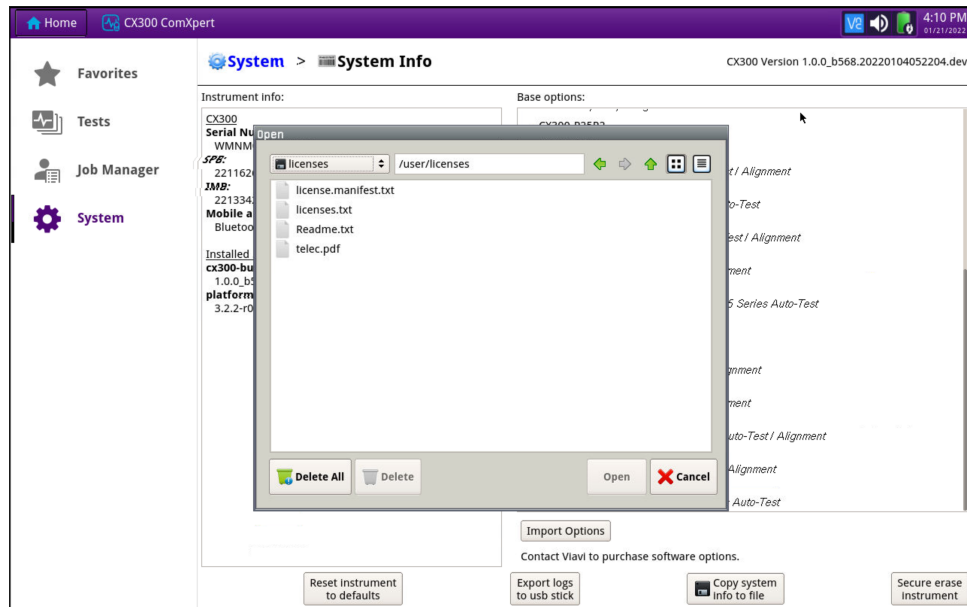 Home
CX300 ComXpert
4:10 PM
01/21/2022
Favorites
Tests
Job Manager
System
System > System Info
CX300 Version 1.0.0_b568.20220104052204.dev
Instrument info:
Base options:
CX300
Serial Nu
WMNM
SPE:
221162
IMB:
221334
Mobile a
Bluetoo
Installed
cx300-bu
1.0.0_b5
platform
3.2.2-r0
Open
licenses
/user/licenses
license.manifest.txt
licenses.txt
Readme.txt
telec.pdf
Delete All
Delete
Open
Cancel
t / Alignment
o-Test
est / Alignment
ment
5 Series Auto-Test
gnment
ment
uto-Test / Alignment
Alignment
Auto-Test
Import Options
Contact Viavi to purchase software options.
Reset instrument
to defaults
Export logs
to usb stick
Copy system
info to file
Secure erase
instrument